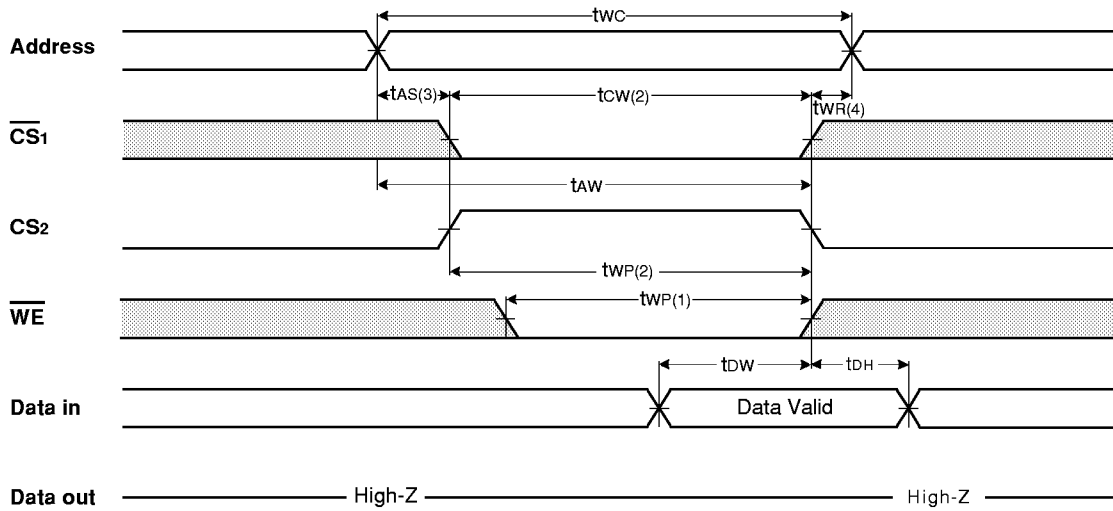 tWC
Address
tAS(3) tCW(2) tWR(4)
CS1
tAW
CS2
tWP(2)
tWP(1)
WE
tDW tDH
Data in Data Valid
Data out High-Z High-Z